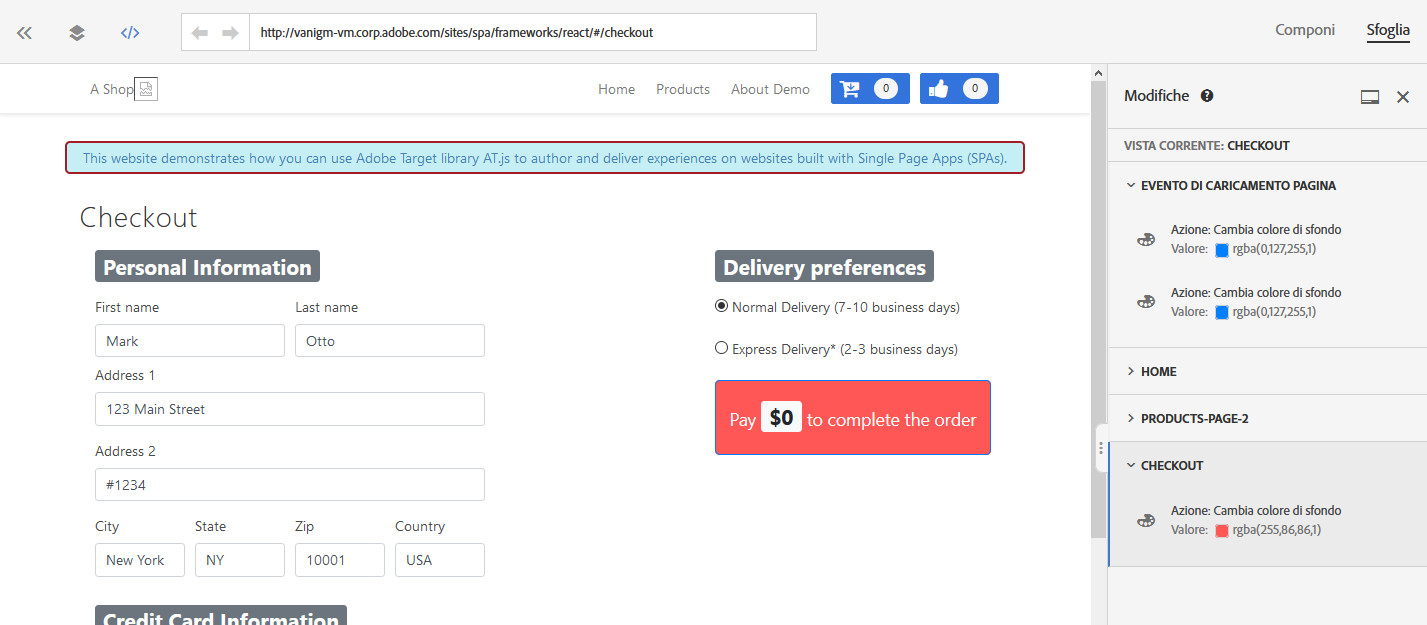 http://vanigm-vm.corp.adobe.com/sites/spa/frameworks/react/#/checkout
Componi Sfoglia
A Shop
Home Products About Demo 0 0
This website demonstrates how you can use Adobe Target library AT.js to author and deliver experiences on websites built with Single Page Apps (SPAs).
Checkout
Personal Information
First name Last name
Mark Otto
Address 1
123 Main Street
Address 2
#1234
City State Zip Country
New York NY 10001 USA
Credit Card Information
Delivery preferences
Normal Delivery (7-10 business days)
Express Delivery* (2-3 business days)
Pay $0 to complete the order
Modifiche
VISTA CORRENTE: CHECKOUT
EVENTO DI CARICAMENTO PAGINA
Azione: Cambia colore di sfondo
Valore: rgba(0,127,255,1)
Azione: Cambia colore di sfondo
Valore: rgba(0,127,255,1)
HOME
PRODUCTS-PAGE-2
CHECKOUT
Azione: Cambia colore di sfondo
Valore: rgba(255,86,86,1)